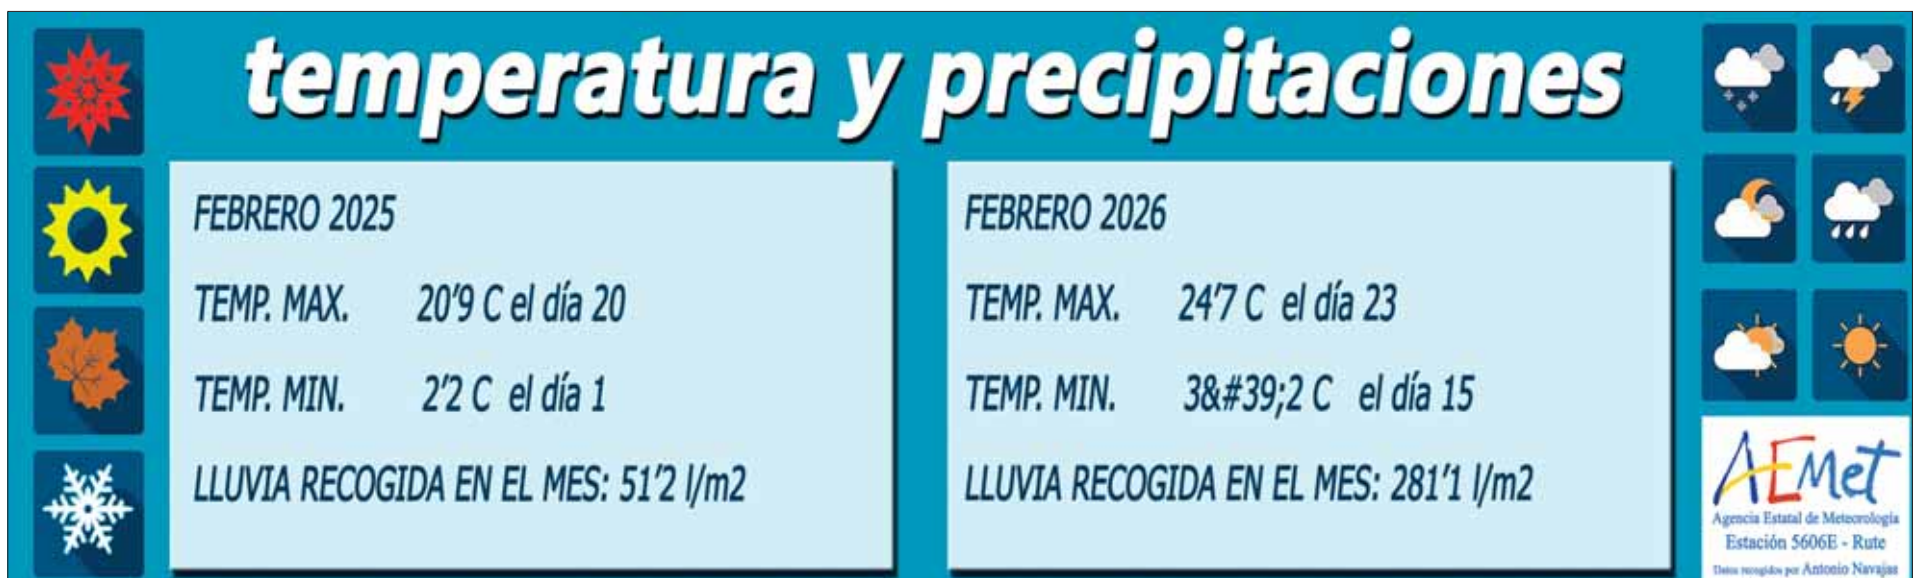 temperatura y precipitaciones
FEBRERO 2025
TEMP. MAX. 20'9 C el día 20
TEMP. MIN. 2'2 C el día 1
LLUVIA RECOGIDA EN EL MES: 51'2 l/m2
FEBRERO 2026
TEMP. MAX. 24'7 C el día 23
TEMP. MIN. 3&#39;2 C el día 15
LLUVIA RECOGIDA EN EL MES: 281'1 l/m2
AEMet
Agencia Estatal de Meteorología
Estación 5606E - Rute
Datos recogidos por Antonio Navajas